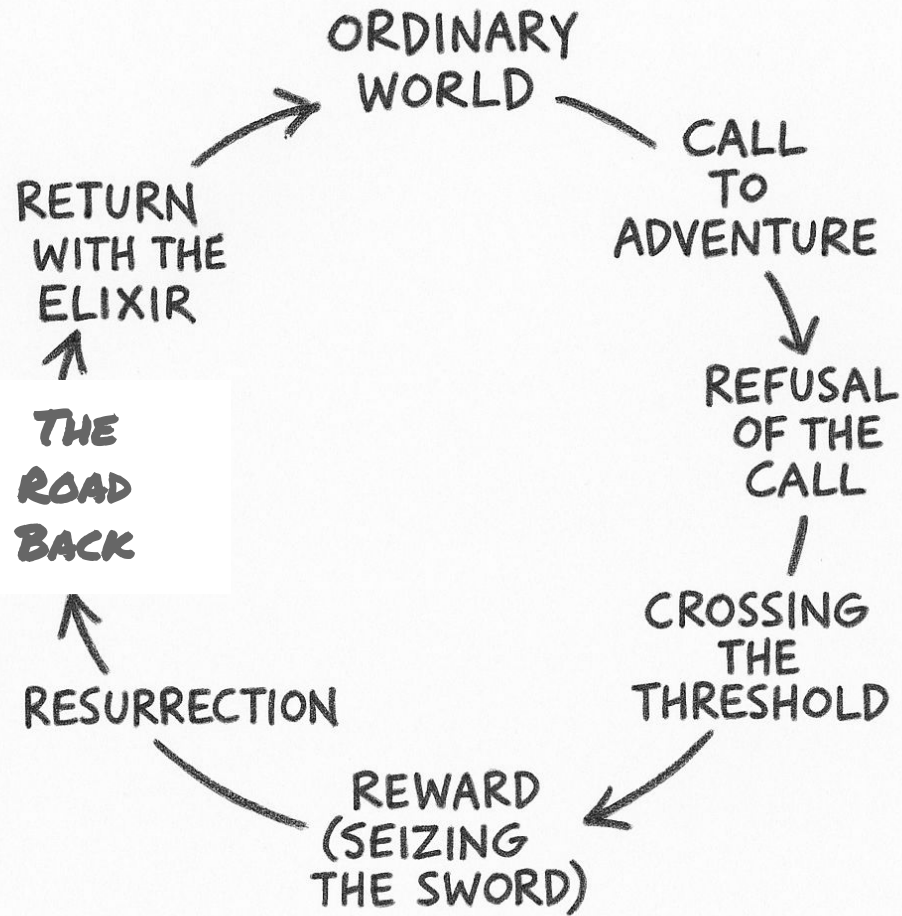 ORDINARY
WORLD
CALL
TO
ADVENTURE
REFUSAL
OF THE
CALL
CROSSING
THE
THRESHOLD
REWARD
(SEIZING
THE SWORD)
RESURRECTION
THE
ROAD
BACK
RETURN
WITH THE
ELIXIR